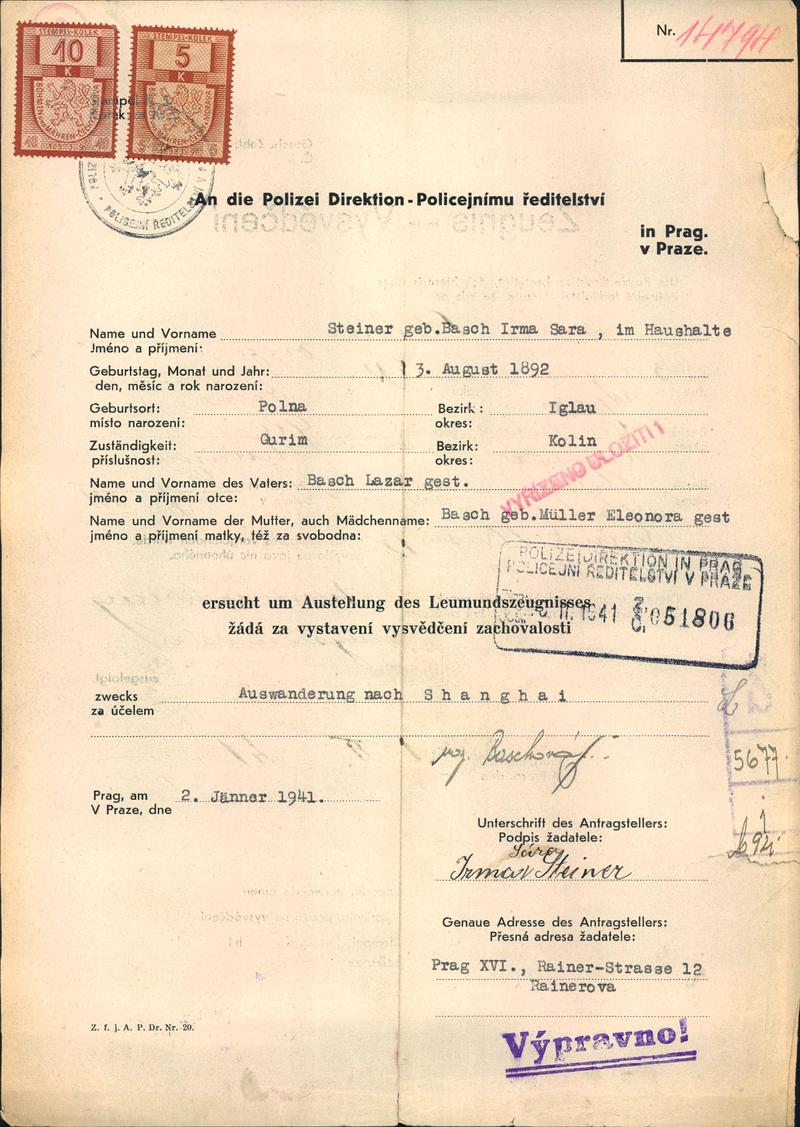 Nr. 14794
STEMPEL-KOLEK
10
K
STEMPEL-KOLEK
5
K
An die Polizei Direktion - Policejnímu ředitelství
in Prag.
v Praze.
Name und Vorname Steiner geb.Basch Irma Sara , im Haushalte
Jméno a příjmení:
Geburtstag, Monat und Jahr: 3. August 1892
den, měsíc a rok narození:
Geburtsort: Polna Bezirk : Iglau
místo narození: okres:
Zuständigkeit: Gurim Bezirk: Kolin
příslušnost: okres:
VYŘÍZENO ULOŽITI
Name und Vorname des Vaters: Basch Lazar gest.
jméno a příjmení otce:
Name und Vorname der Mutter, auch Mädchenname: Basch geb.Müller Eleonora gest
jméno a příjmení matky, též za svobodna:
POLIZEIDIREKTION IN PRAG
POLICEJNÍ ŘEDITELSTVÍ V PRAZE
1941 051806
ersucht um Austellung des Leumundszeugnisses
žádá za vystavení vysvědčení zachovalosti
zwecks Auswanderung nach S h a n g h a i
za účelem
5677
Prag, am 2. Jänner 1941.
V Praze, dne
Unterschrift des Antragstellers:
Podpis žadatele:
Irma Steiner
Genaue Adresse des Antragstellers:
Přesná adresa žadatele:
Prag XVI., Rainer-Strasse 12
Rainerova
Z. f. j. A. P. Dr. Nr. 20.
Výpravno!